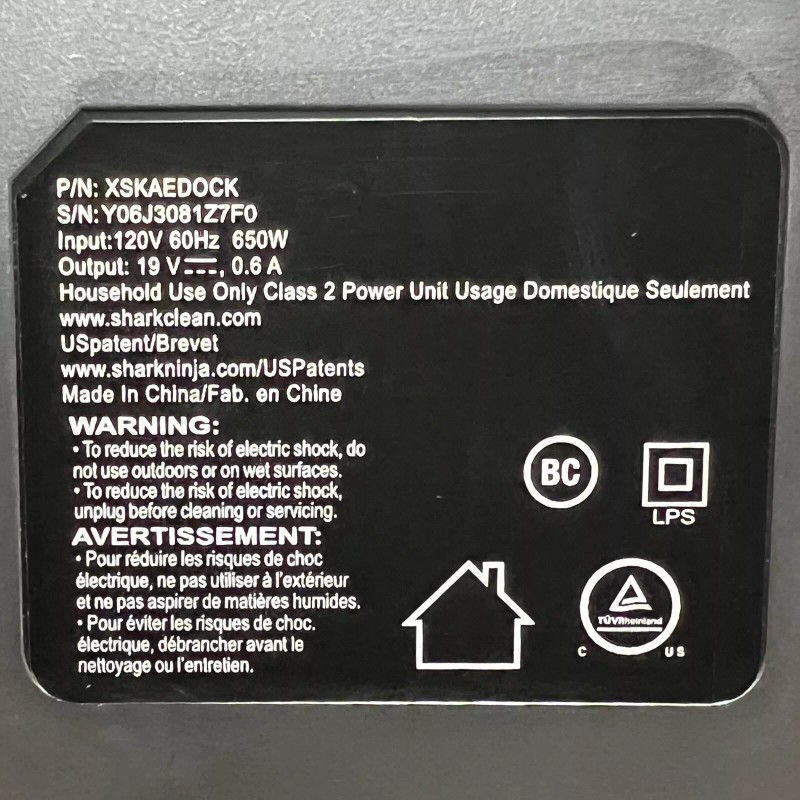 P/N: XSKAEDOCK
S/N: Y06J3081Z7F0
Input:120V 60Hz 650W
Output: 19 V⎓, 0.6 A
Household Use Only Class 2 Power Unit Usage Domestique Seulement
www.sharkclean.com
USpatent/Brevet
www.sharkninja.com/USPatents
Made In China/Fab. en Chine
WARNING:
• To reduce the risk of electric shock, do
not use outdoors or on wet surfaces.
• To reduce the risk of electric shock,
unplug before cleaning or servicing.
AVERTISSEMENT:
• Pour réduire les risques de choc
électrique, ne pas utiliser à l'extérieur
et ne pas aspirer de matières humides.
• Pour éviter les risques de choc.
électrique, débrancher avant le
nettoyage ou l'entretien.
BC
LPS
TÜVRheinland
C US